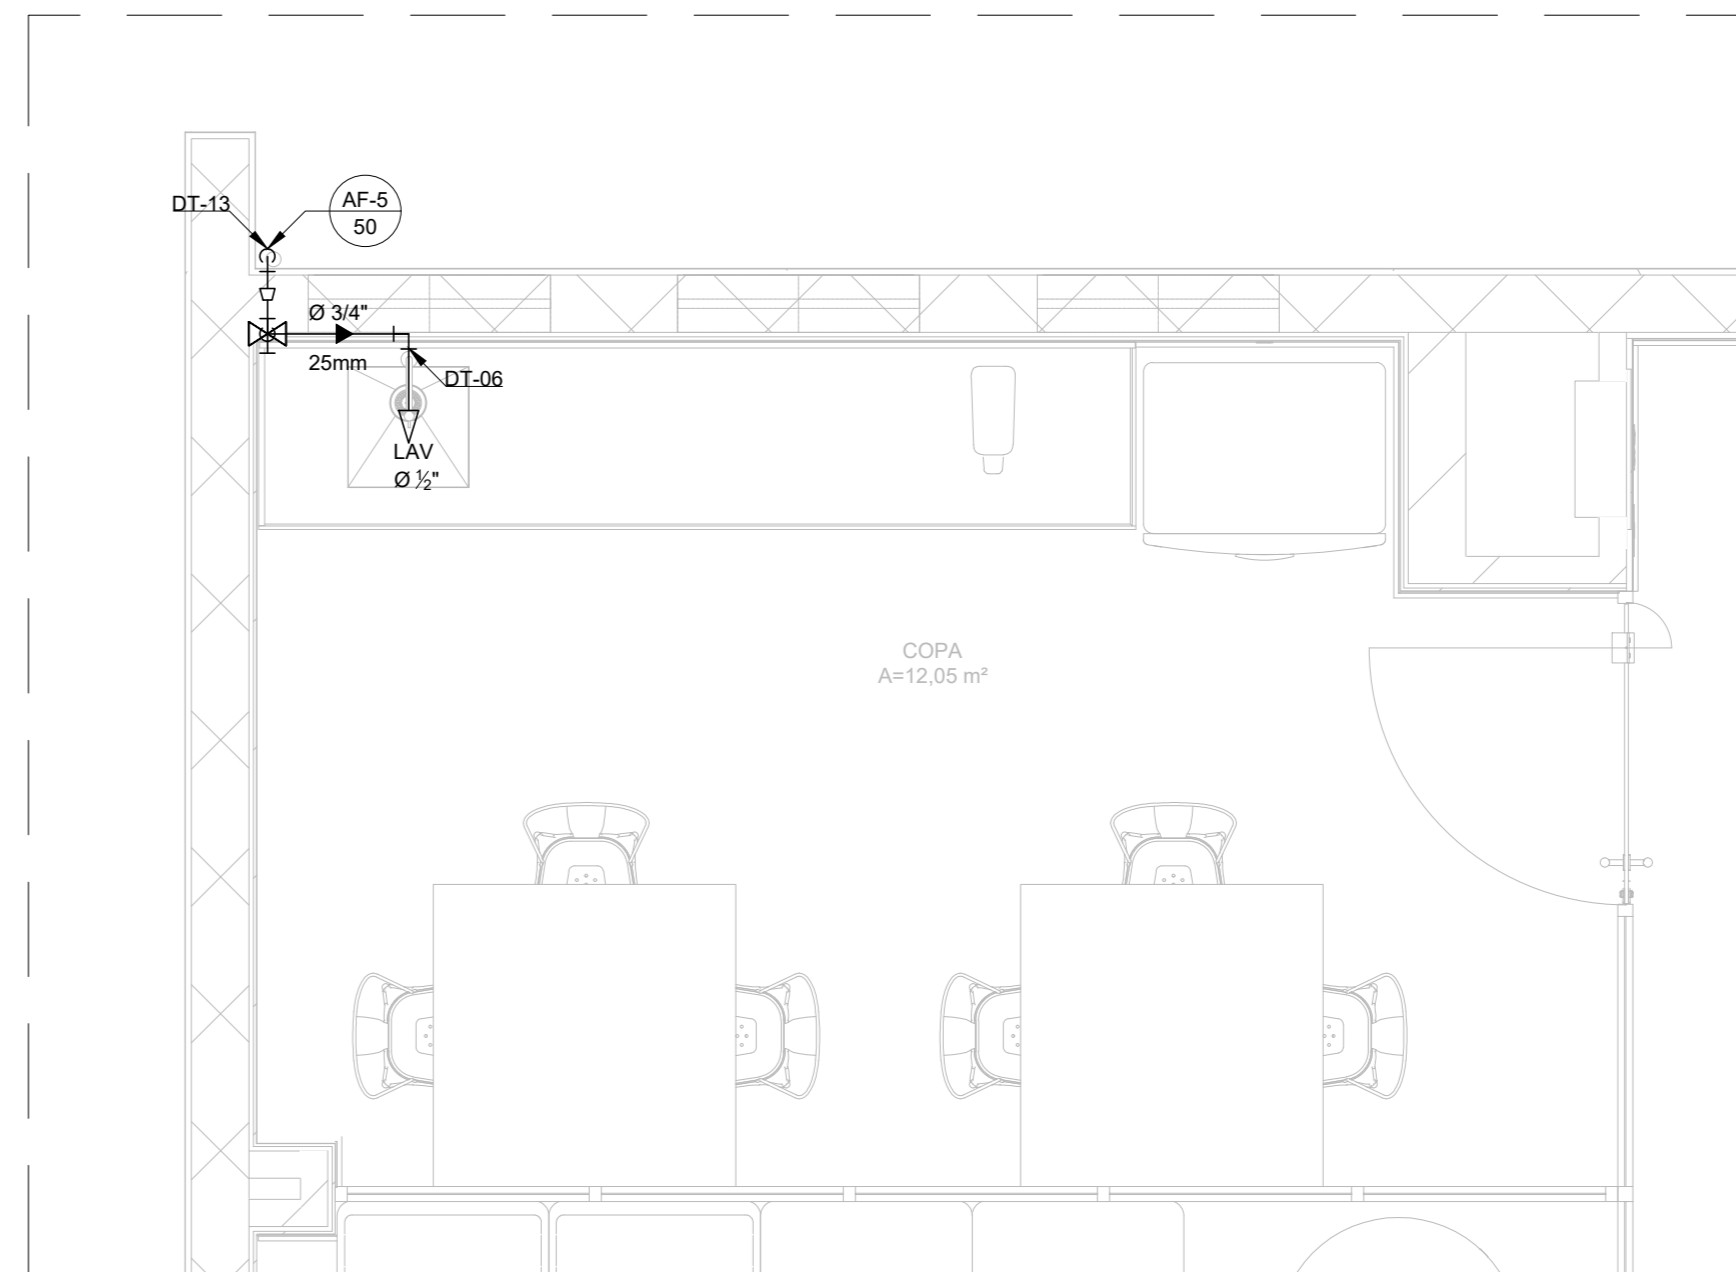 DT-13
AF-5
50
Ø 3/4"
25mm
DT-06
LAV
Ø ½"
COPA
A=12,05 m²